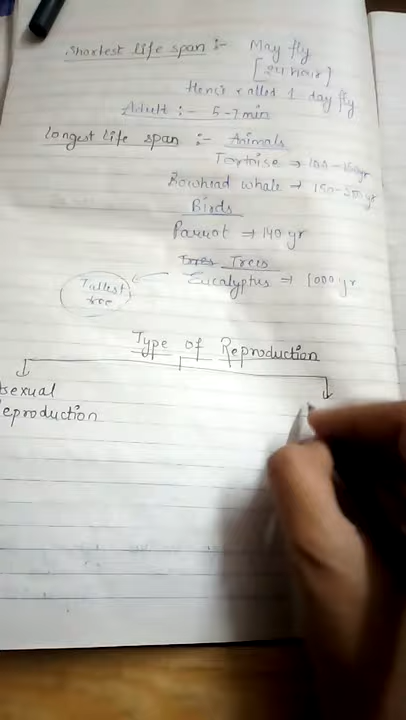 Shortest life span :- May fly
[24 hour]
Hence called 1 day fly
Adult :- 5-7 min
Longest life span :- Animals
Tortoise → 100-150yr
Bowhead whale → 150-200yr
Birds
Parrot → 140 yr
Trees Trees
Tallest tree ← Eucalyptus → 1000 yr
Type of Reproduction
sexual
eproduction